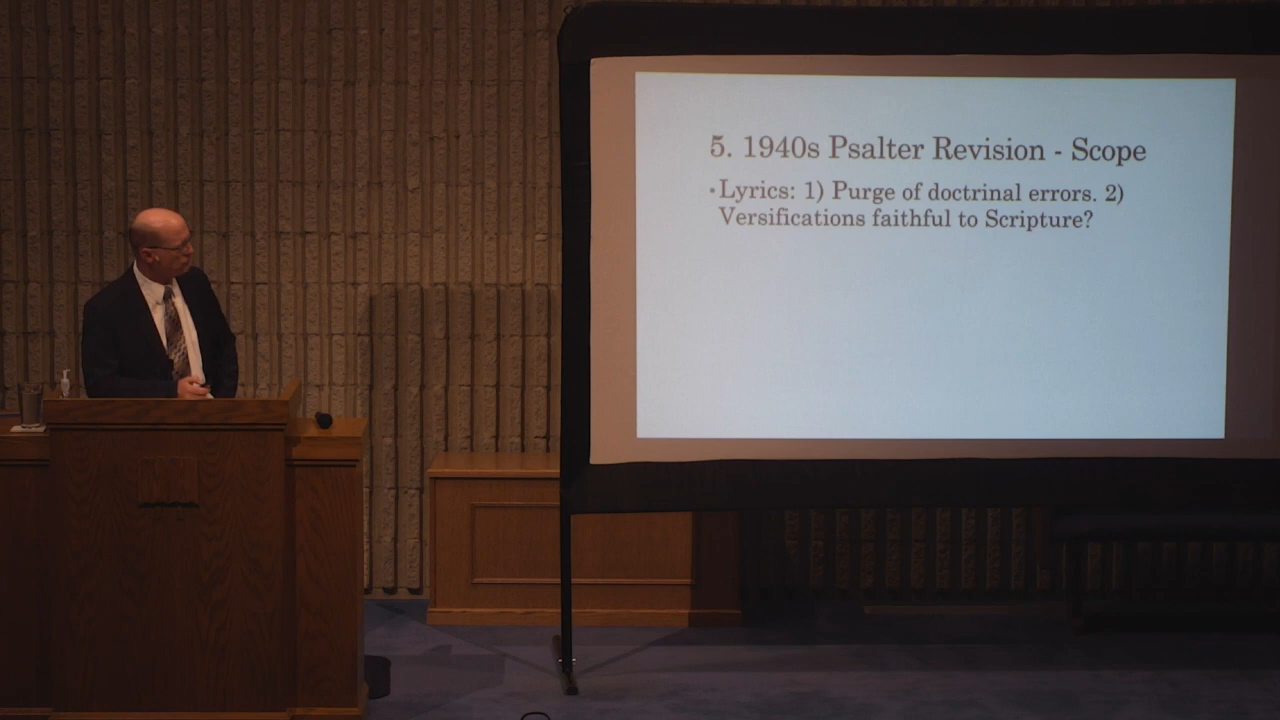 5. 1940s Psalter Revision - Scope
• Lyrics: 1) Purge of doctrinal errors. 2)
Versifications faithful to Scripture?